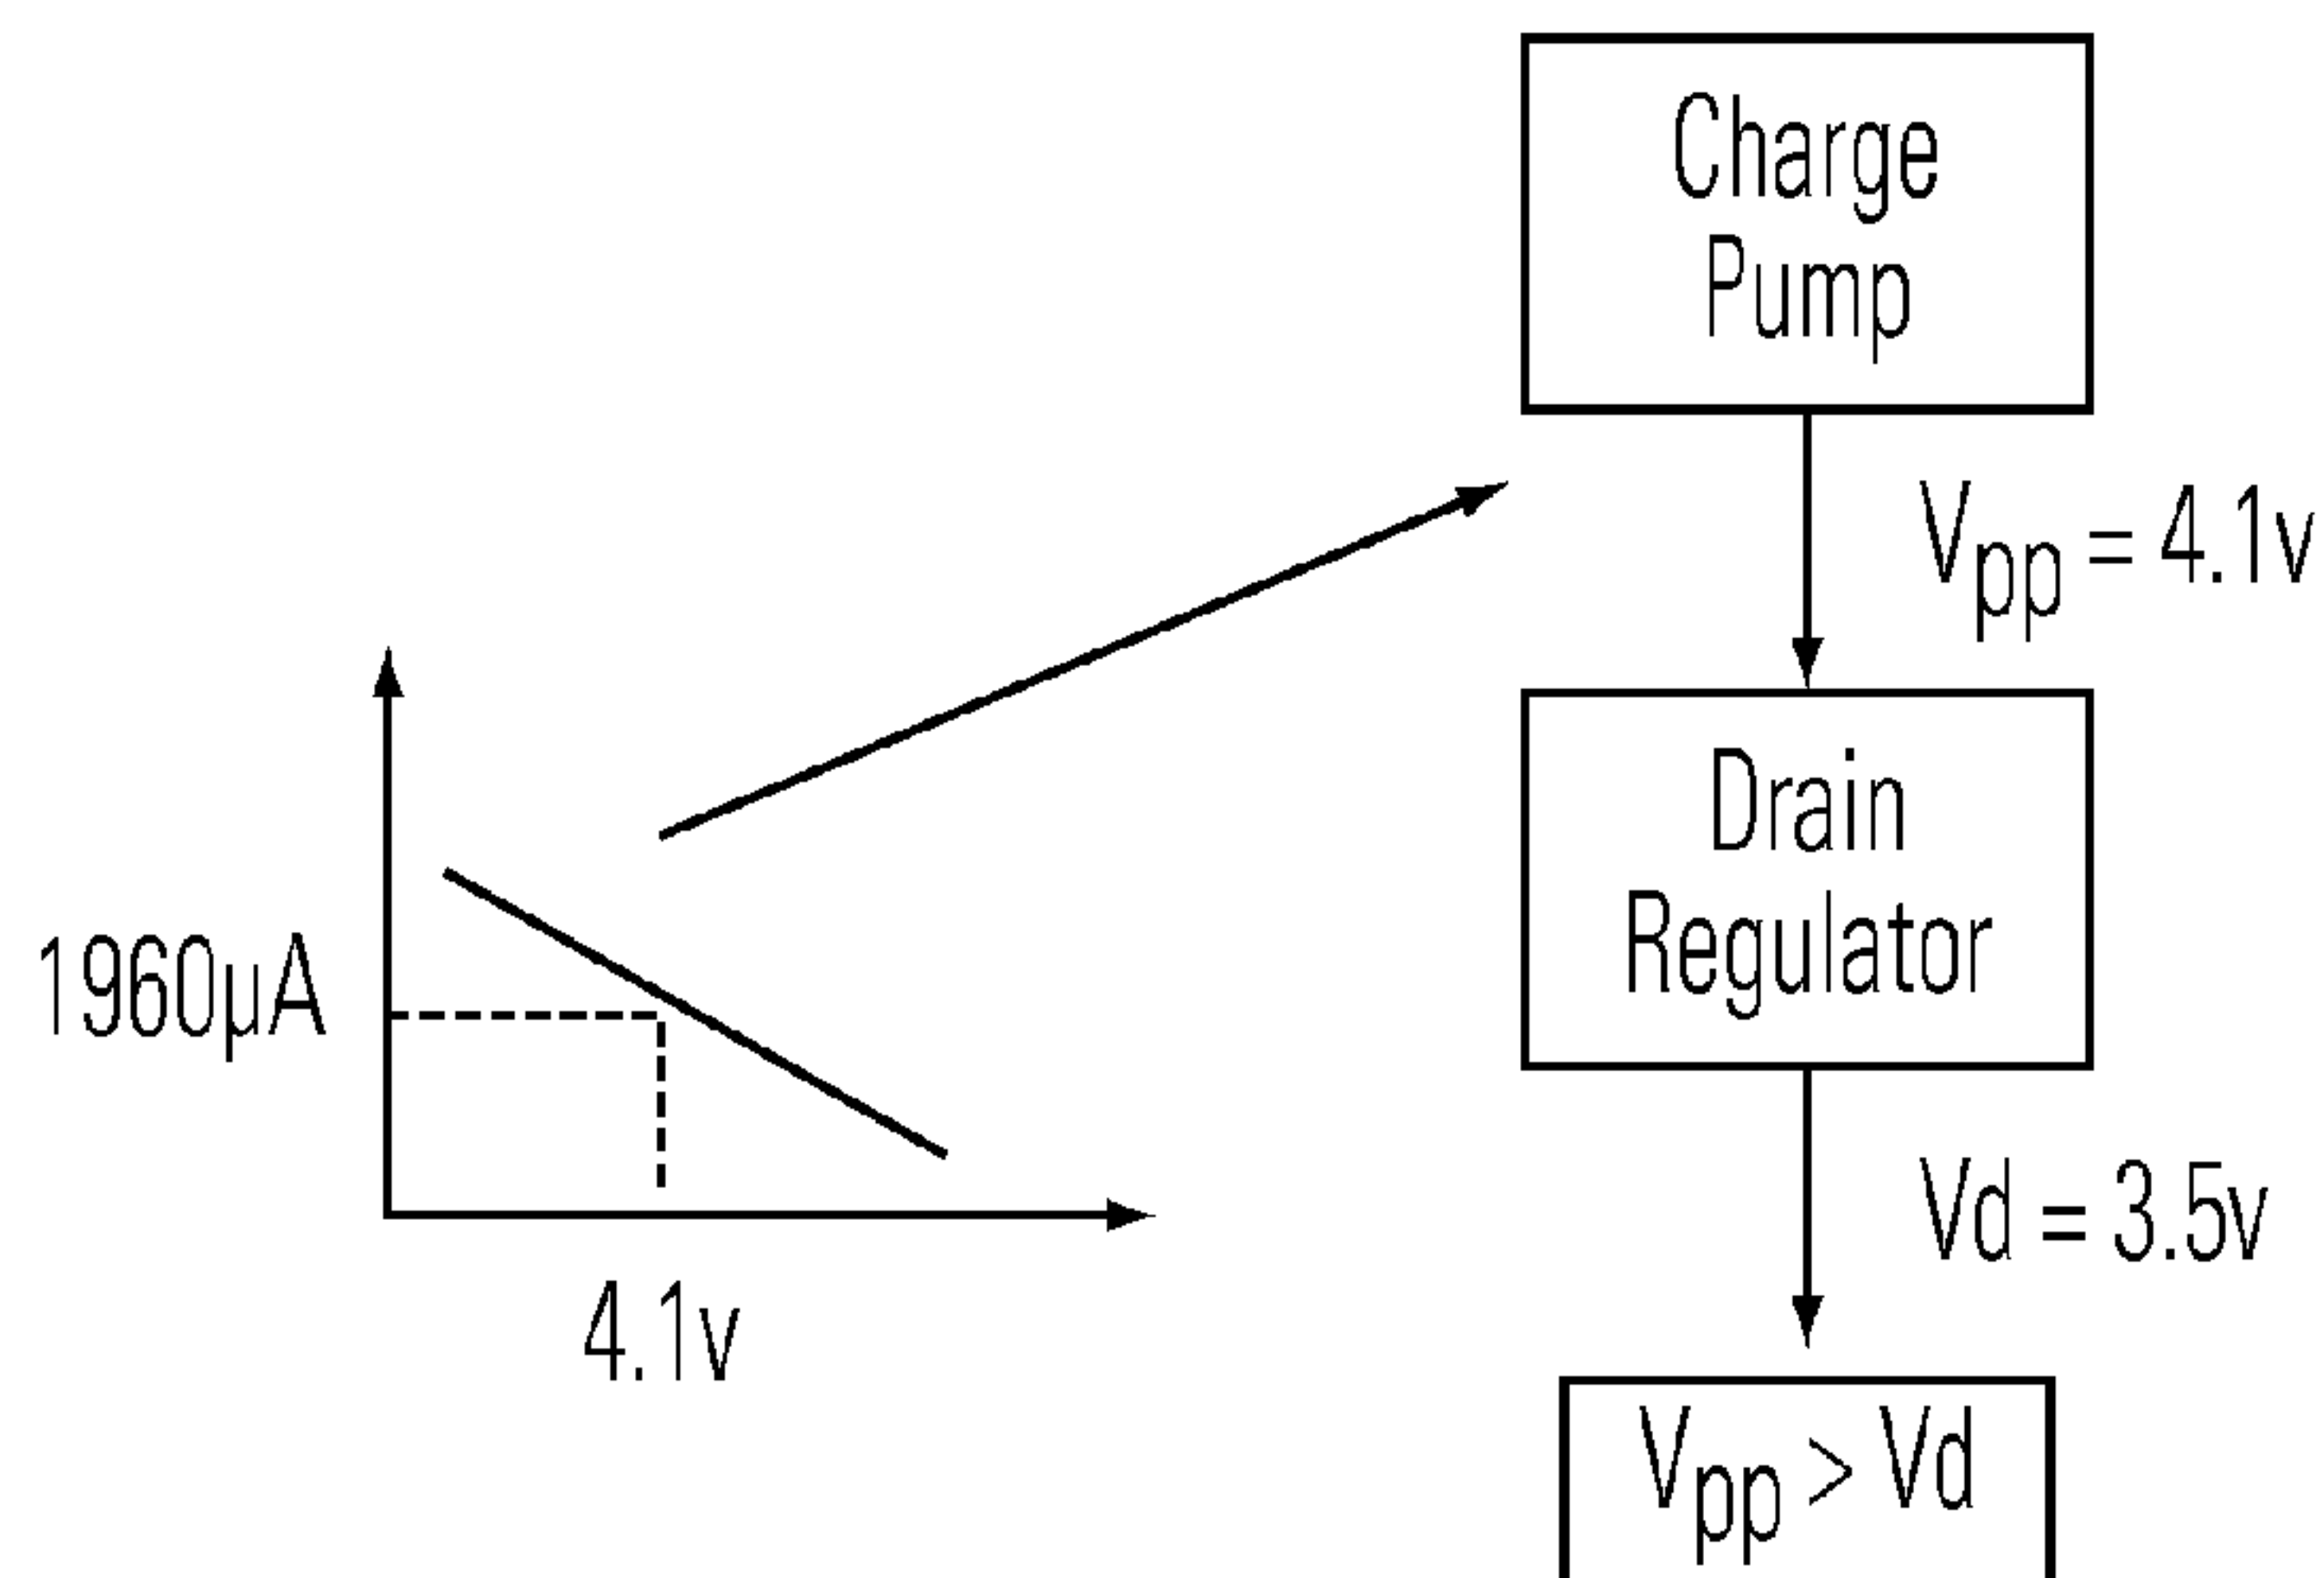 Charge
Pump
Vpp = 4.1v
Drain
Regulator
1960µA
Vd = 3.5v
4.1v
Vpp > Vd